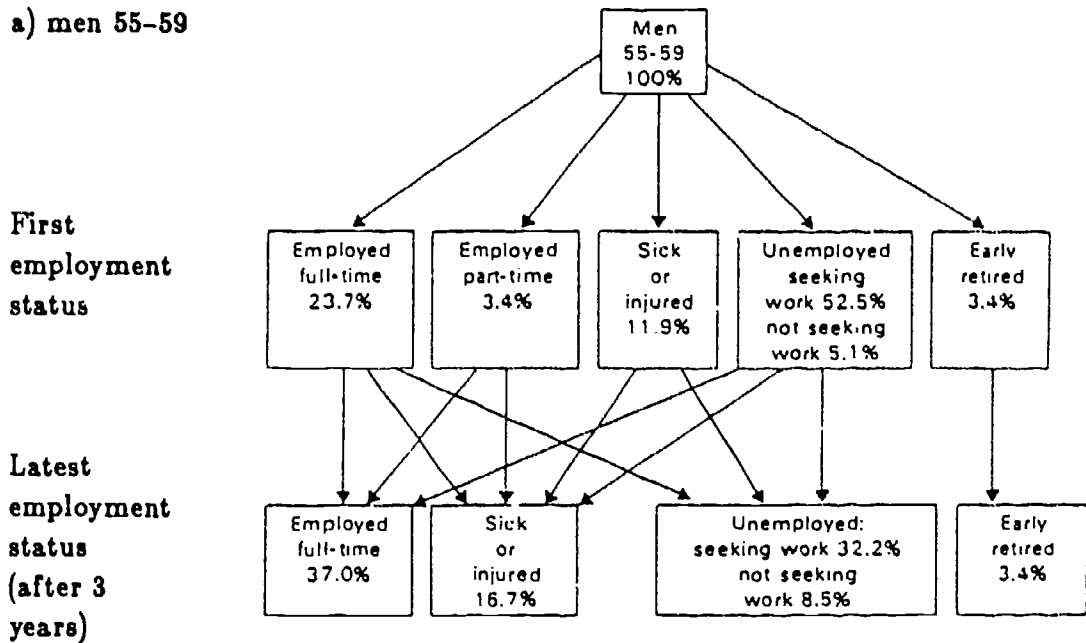 a) men 55–59
Men
55-59
100%
First
employment
status
Employed
full-time
23.7%
Employed
part-time
3.4%
Sick
or
injured
11.9%
Unemployed
seeking
work 52.5%
not seeking
work 5.1%
Early
retired
3.4%
Latest
employment
status
(after 3
years)
Employed
full-time
37.0%
Sick
or
injured
16.7%
Unemployed:
seeking work 32.2%
not seeking
work 8.5%
Early
retired
3.4%